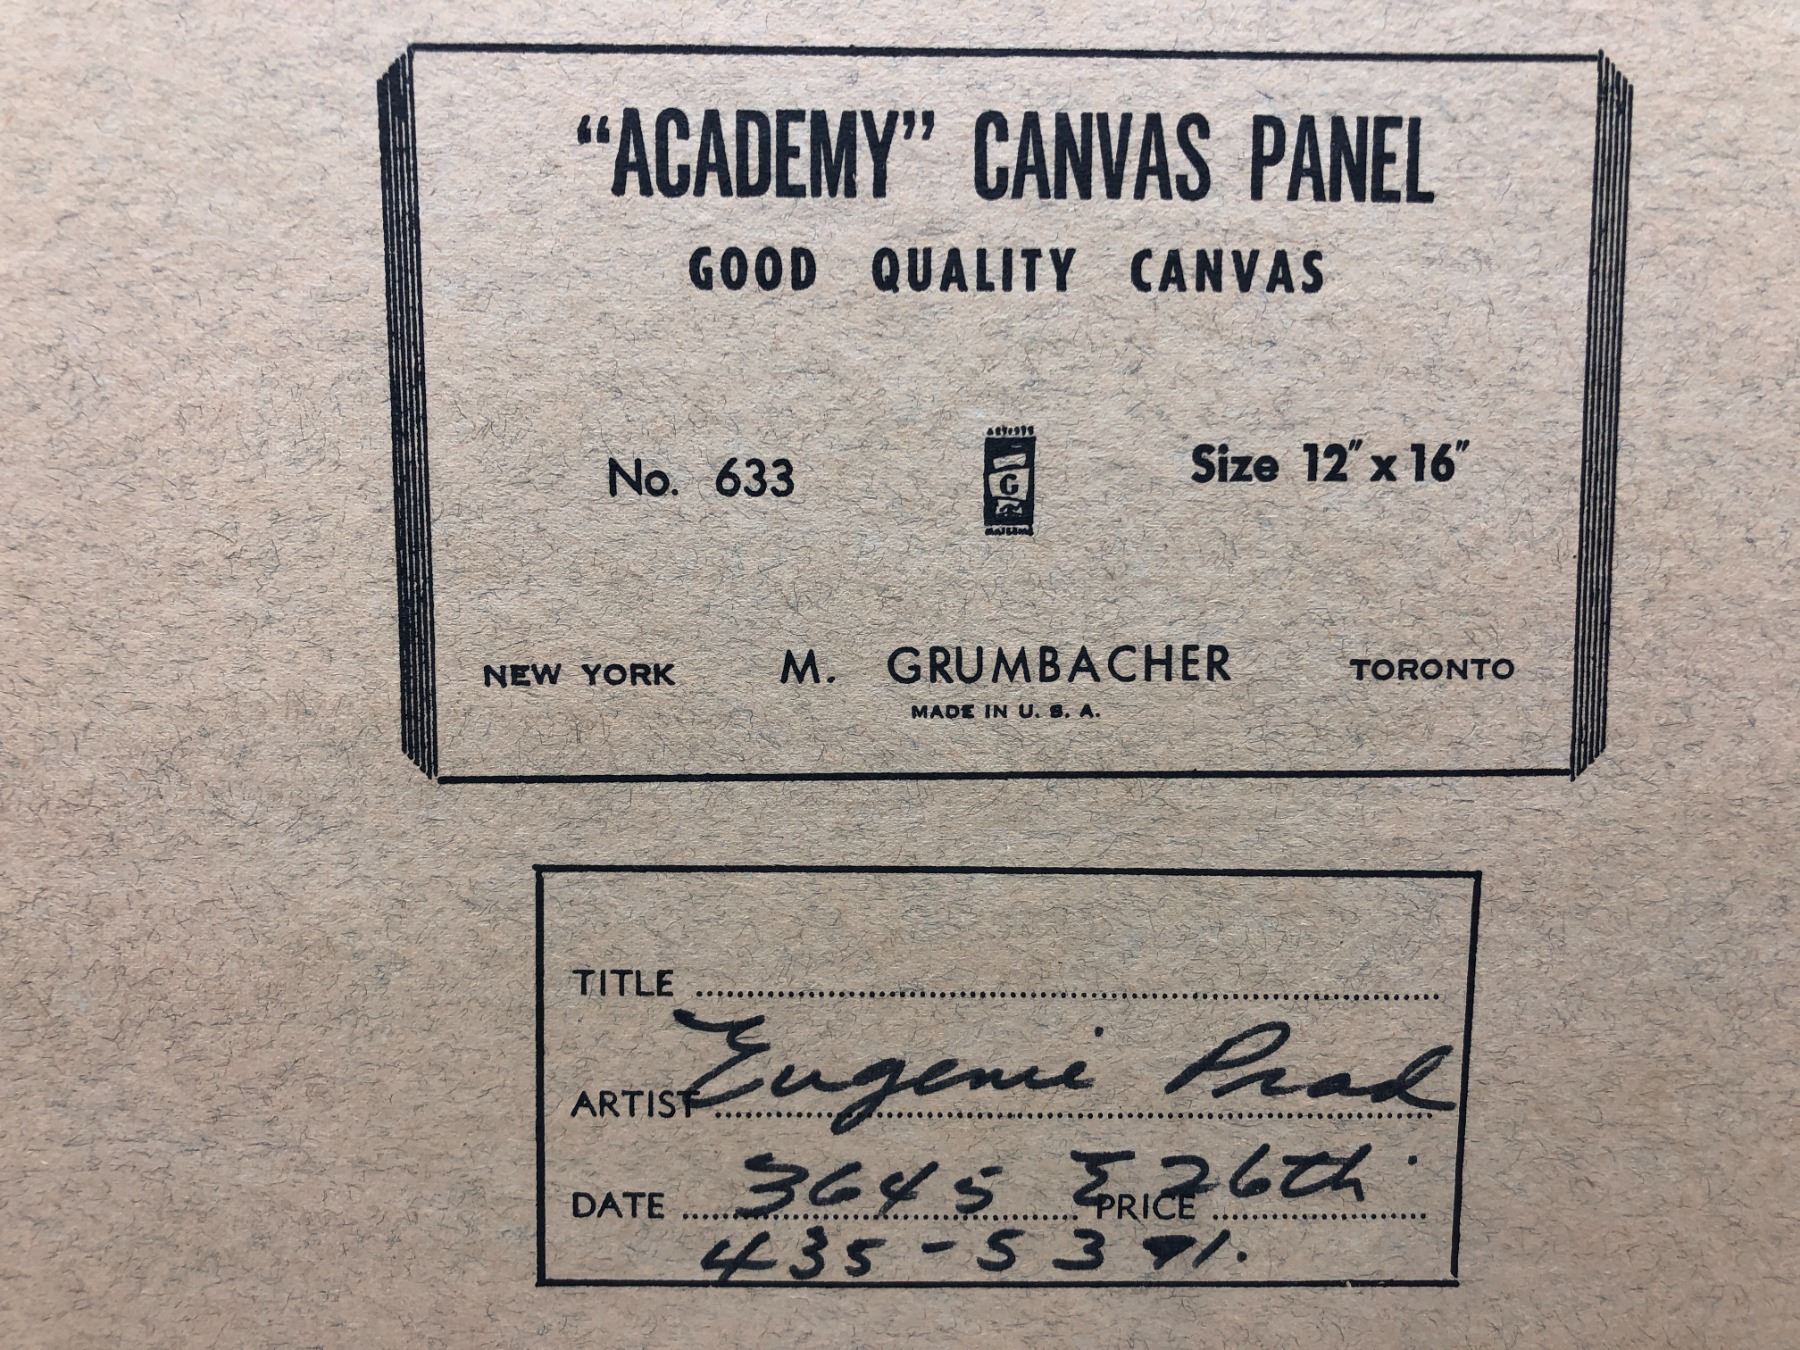 “ACADEMY” CANVAS PANEL
GOOD QUALITY CANVAS
No. 633
G
Size 12″ x 16″
NEW YORK M. GRUMBACHER TORONTO
MADE IN U. S. A.
TITLE
ARTIST Eugenie Prad
DATE 3645 E 26th PRICE
435-5391.